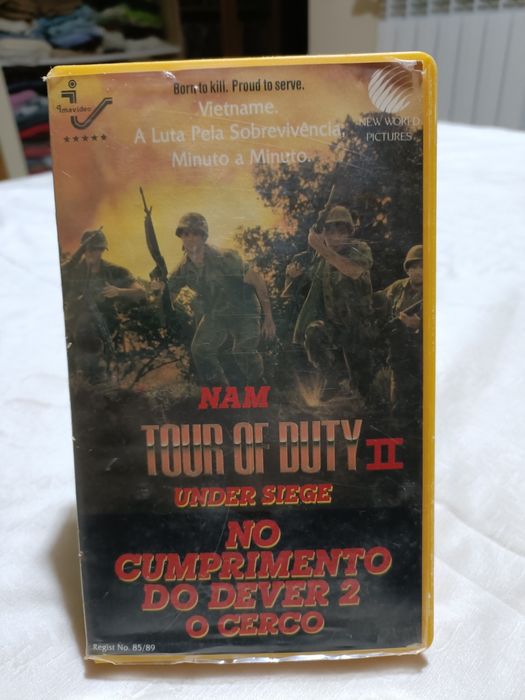 Born to kill. Proud to serve.
imavideo
Vietname.
A Luta Pela Sobrevivência,
Minuto a Minuto.
NEW WORLD
PICTURES
NAM
TOUR OF DUTY II
UNDER SIEGE
NO
CUMPRIMENTO
DO DEVER 2
O CERCO
Regist No. 85/89